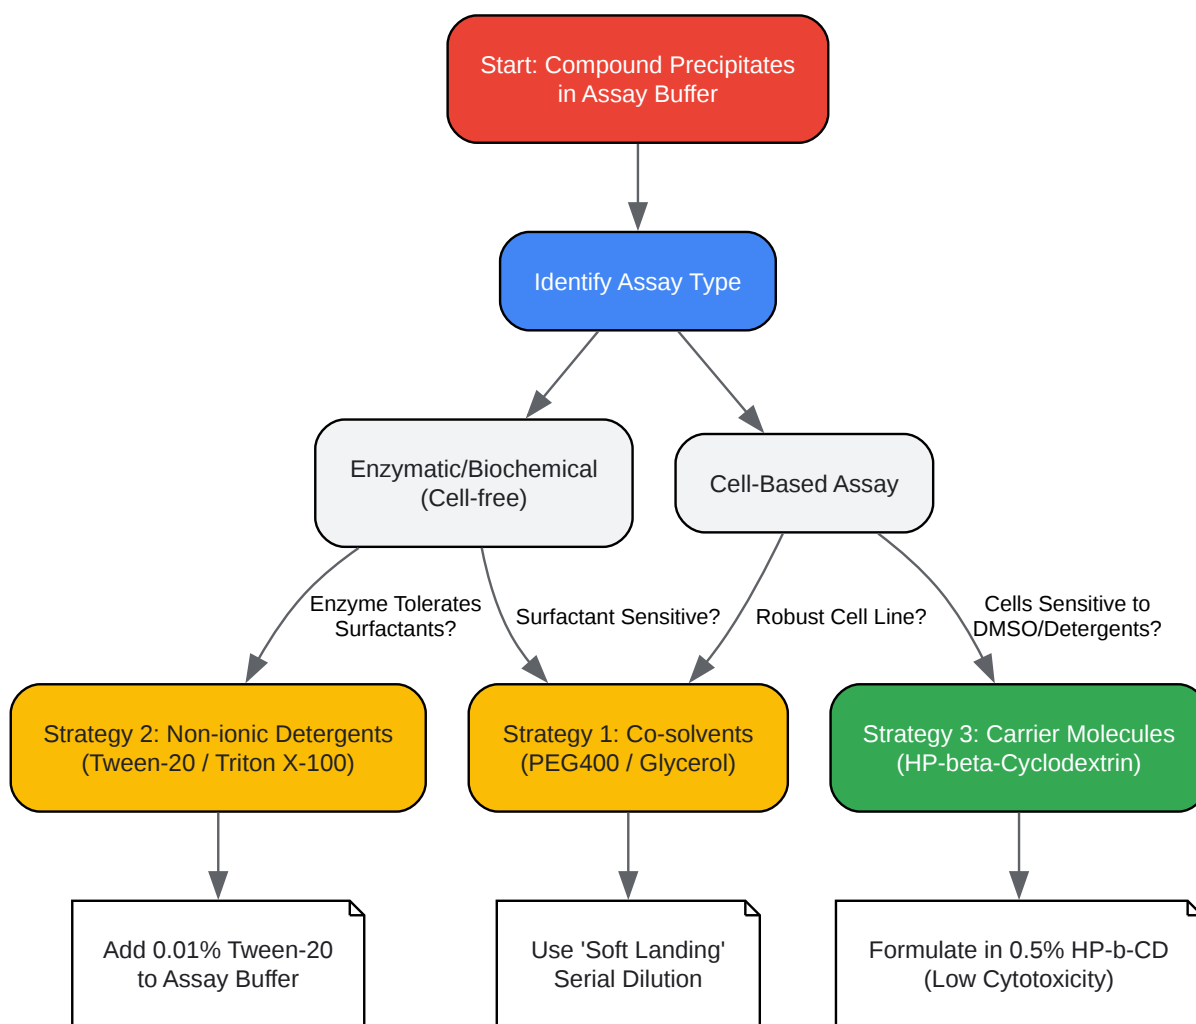 Start: Compound Precipitates
in Assay Buffer
Identify Assay Type
Enzymatic/Biochemical
(Cell-free)
Cell-Based Assay
Enzyme Tolerates
Surfactants?
Surfactant Sensitive?
Robust Cell Line?
Cells Sensitive to
DMSO/Detergents?
Strategy 2: Non-ionic Detergents
(Tween-20 / Triton X-100)
Strategy 1: Co-solvents
(PEG400 / Glycerol)
Strategy 3: Carrier Molecules
(HP-beta-Cyclodextrin)
Add 0.01% Tween-20
to Assay Buffer
Use 'Soft Landing'
Serial Dilution
Formulate in 0.5% HP-b-CD
(Low Cytotoxicity)